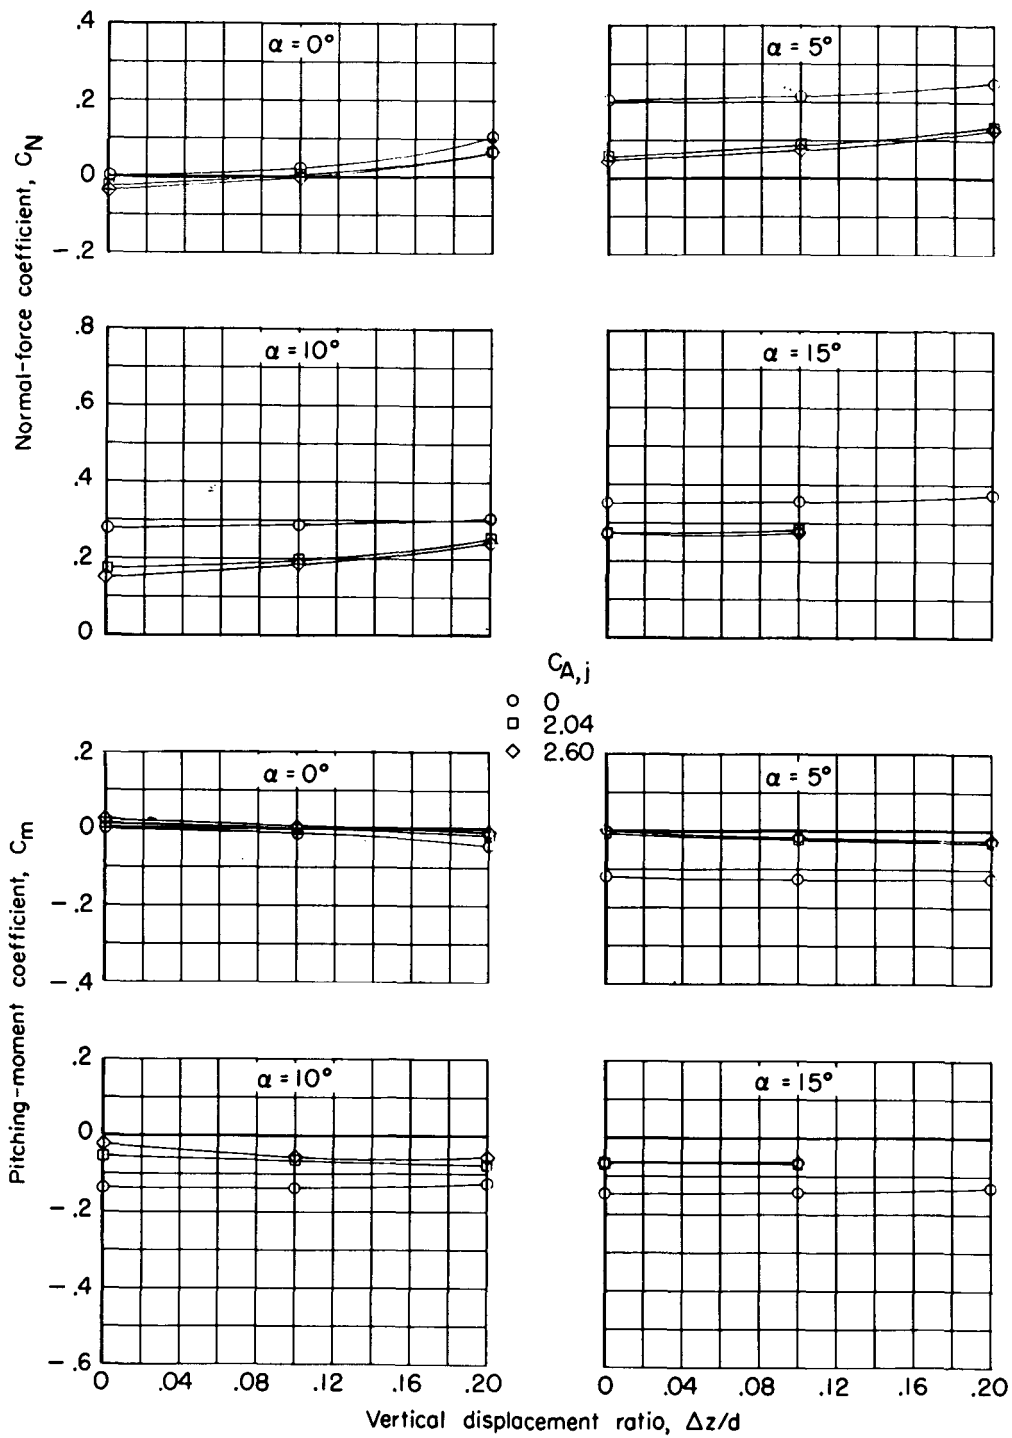 Normal-force coefficient, C_N
.4
.2
0
-.2
α = 0°
α = 5°
.8
.6
.4
.2
0
α = 10°
α = 15°
C_A,j
○ 0
□ 2.04
◇ 2.60
Pitching-moment coefficient, C_m
.2
0
-.2
-.4
α = 0°
α = 5°
.2
0
-.2
-.4
-.6
α = 10°
α = 15°
0 .04 .08 .12 .16 .20
0 .04 .08 .12 .16 .20
Vertical displacement ratio, Δz/d